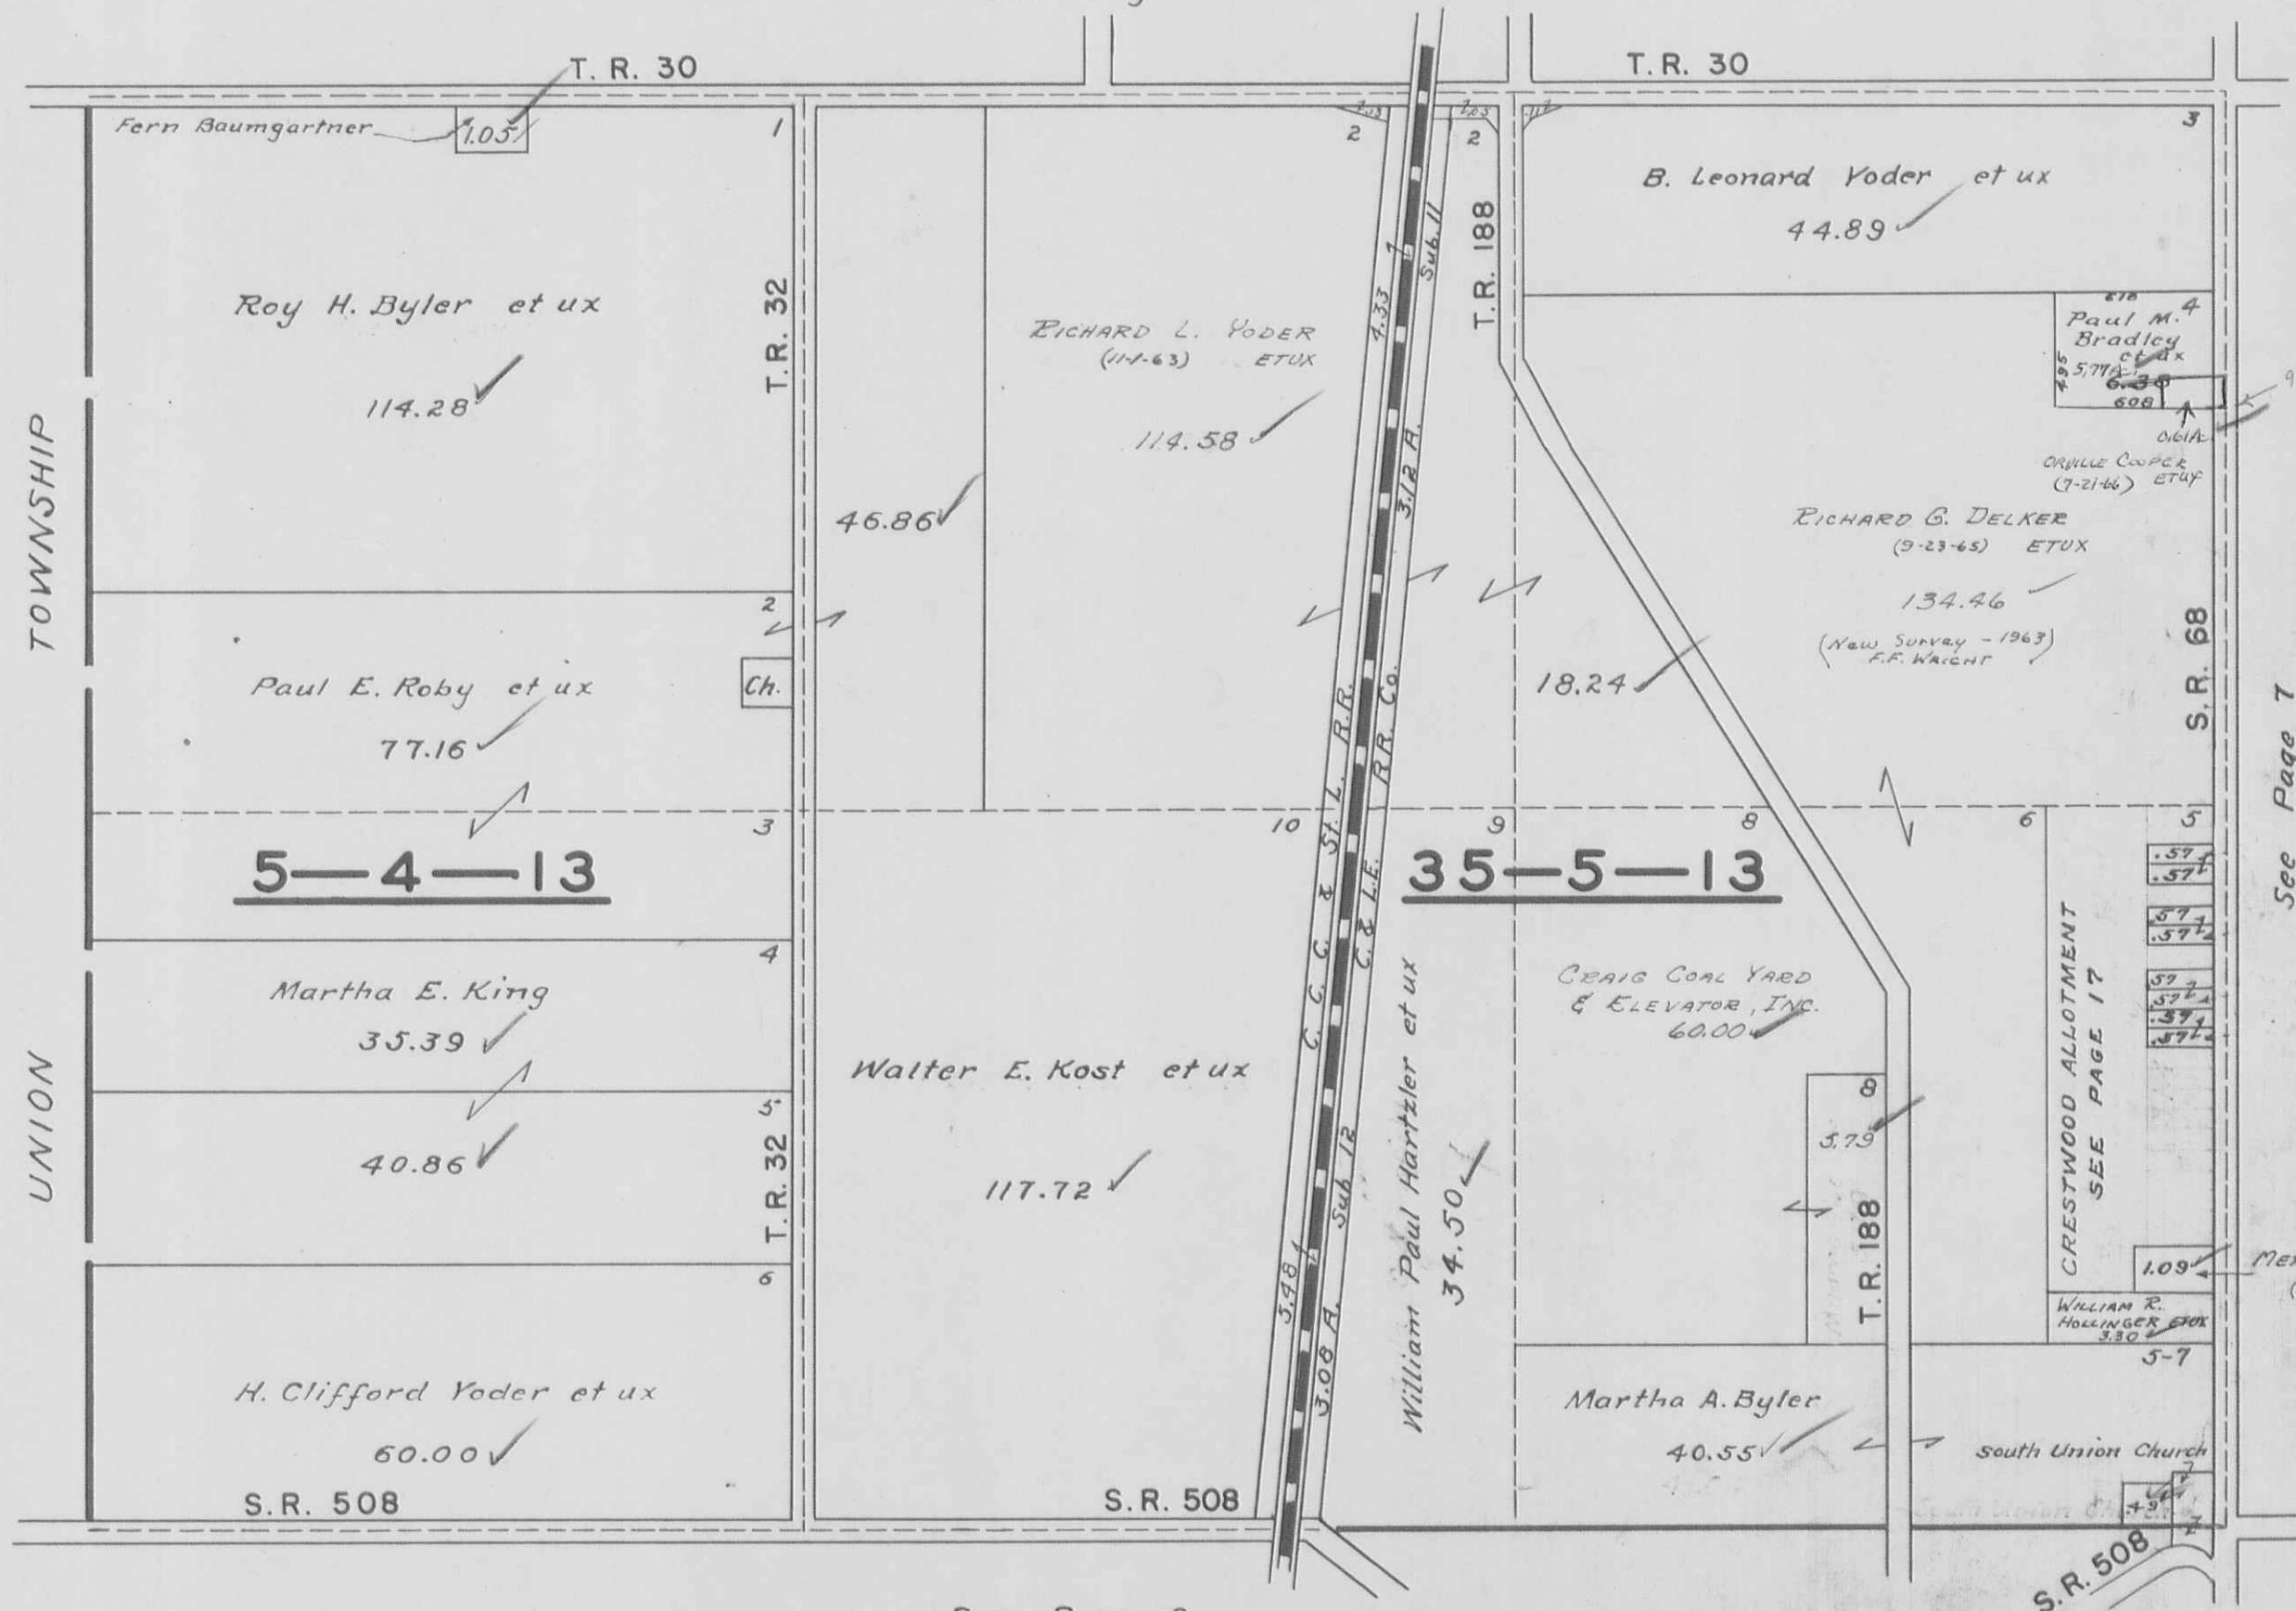 T. R. 30
T. R. 30
Fern Baumgartner
1.05
1
2
2
3
Roy H. Byler et ux
114.28
T.R. 32
46.86
RICHARD L. YODER
(11-1-63) ETUX
114.58
4.33
Sub. 11
3.12 A.
T.R. 188
B. Leonard Yoder et ux
44.89
4
Paul M.
Bradley
et ux
5.77A
6.38
495
608
0.61A
ORVILLE COOPER
(7-21-66) ETUX
RICHARD G. DELKER
(9-23-65) ETUX
134.46
(New Survey - 1963)
F.F. WRIGHT
S. R. 68
See Page 7
18.24
TOWNSHIP
UNION
2
Paul E. Roby et ux
77.16
Ch.
3
5—4—13
4
Martha E. King
35.39
5
40.86
T.R. 32
6
H. Clifford Yoder et ux
60.00
S.R. 508
10
9
8
6
5
35-5-13
C. C. C. & St. L. R.R.
C. & L.E. RR. Co.
Walter E. Kost et ux
117.72
5.48
Sub 12
3.08 A.
S.R. 508
William Paul Hartzler et ux
34.50
CRAIG COAL YARD
& ELEVATOR, INC.
60.00
8
5.79
T.R. 188
CRESTWOOD ALLOTMENT
SEE PAGE 17
.57
.57
.57
.57
.57
.57
.57
.57
1.09
WILLIAM R.
HOLLINGER ETUX
3.30
5-7
Martha A. Byler
40.55
South Union Church
.49
S.R. 508